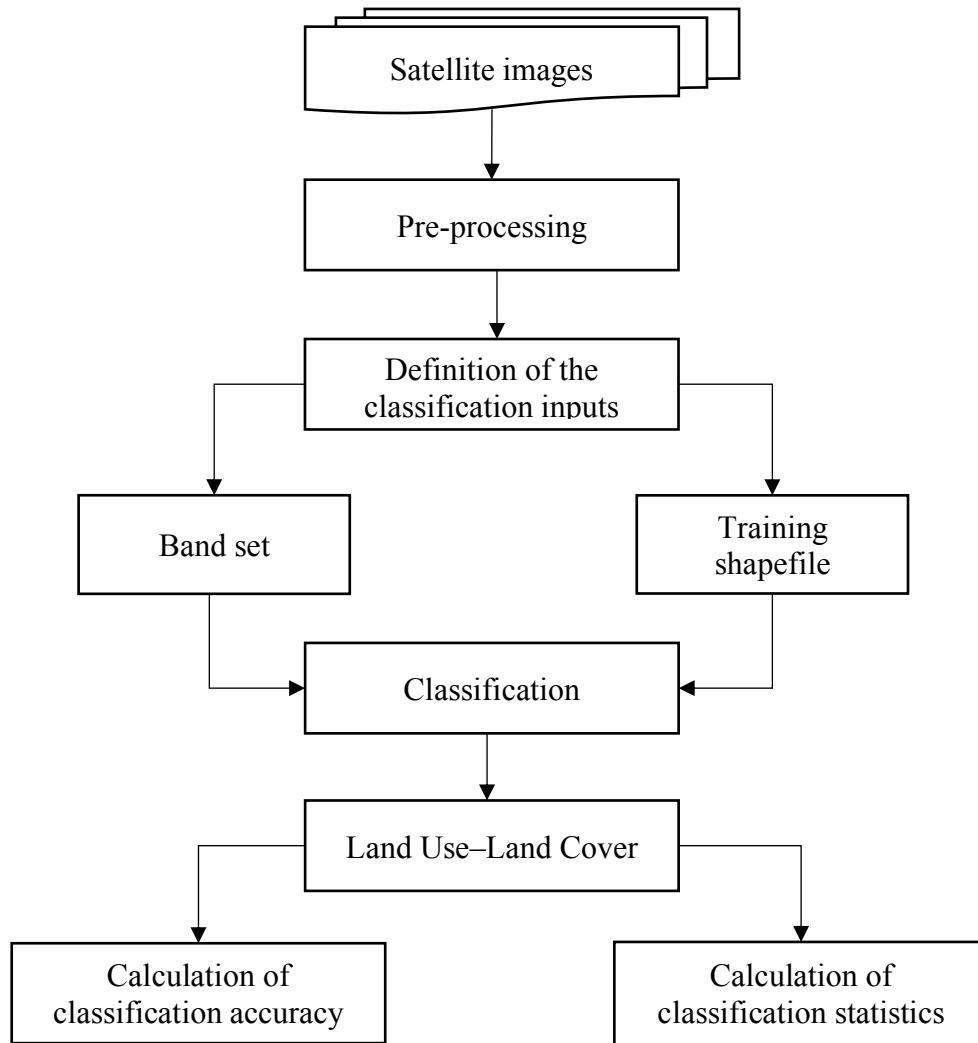 Satellite images
Pre-processing
Definition of the
classification inputs
Band set
Training
shapefile
Classification
Land Use–Land Cover
Calculation of
classification accuracy
Calculation of
classification statistics